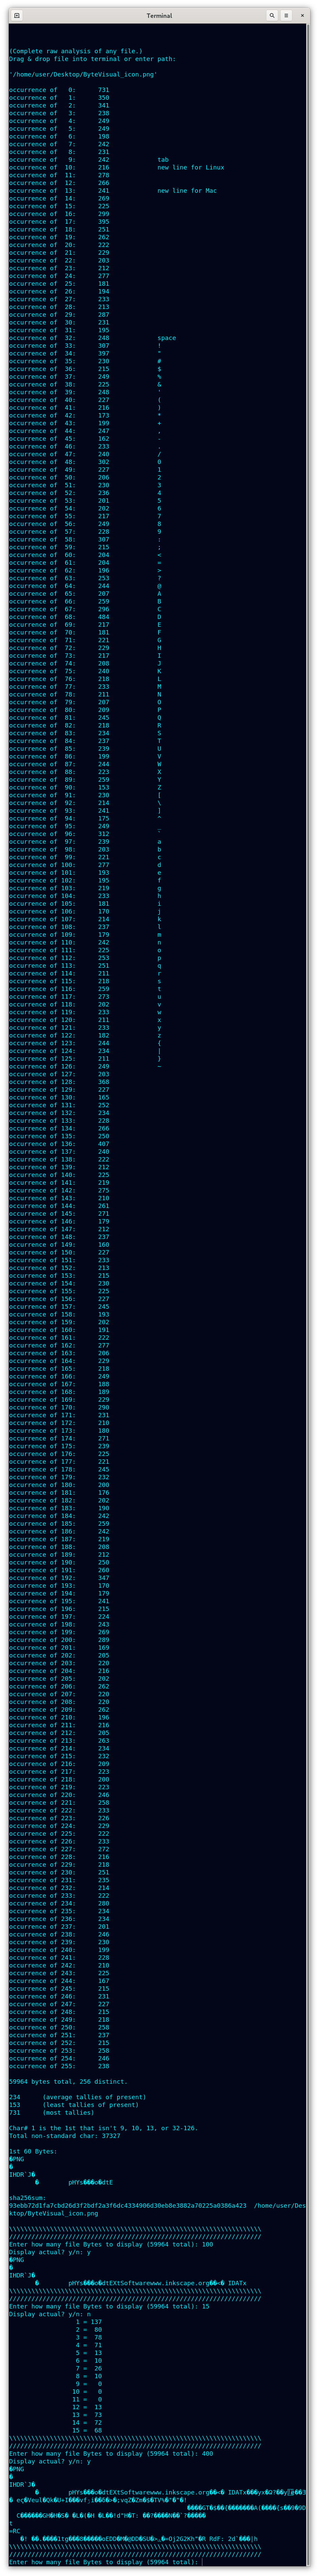 Terminal
(Complete raw analysis of any file.)
Drag & drop file into terminal or enter path:
'/home/user/Desktop/ByteVisual_icon.png'
occurrence of   0:       731
occurrence of   1:       350
occurrence of   2:       341
occurrence of   3:       238
occurrence of   4:       249
occurrence of   5:       249
occurrence of   6:       198
occurrence of   7:       242
occurrence of   8:       231
occurrence of   9:       242             tab
occurrence of  10:       216             new line for Linux
occurrence of  11:       278
occurrence of  12:       266
occurrence of  13:       241             new line for Mac
occurrence of  14:       269
occurrence of  15:       225
occurrence of  16:       299
occurrence of  17:       395
occurrence of  18:       251
occurrence of  19:       262
occurrence of  20:       222
occurrence of  21:       229
occurrence of  22:       203
occurrence of  23:       212
occurrence of  24:       277
occurrence of  25:       181
occurrence of  26:       194
occurrence of  27:       233
occurrence of  28:       213
occurrence of  29:       287
occurrence of  30:       231
occurrence of  31:       195
occurrence of  32:       248             space
occurrence of  33:       307             !
occurrence of  34:       397             "
occurrence of  35:       230             #
occurrence of  36:       215             $
occurrence of  37:       249             %
occurrence of  38:       225             &
occurrence of  39:       248             '
occurrence of  40:       227             (
occurrence of  41:       216             )
occurrence of  42:       173             *
occurrence of  43:       199             +
occurrence of  44:       247             ,
occurrence of  45:       162             -
occurrence of  46:       233             .
occurrence of  47:       240             /
occurrence of  48:       302             0
occurrence of  49:       227             1
occurrence of  50:       206             2
occurrence of  51:       230             3
occurrence of  52:       236             4
occurrence of  53:       201             5
occurrence of  54:       202             6
occurrence of  55:       217             7
occurrence of  56:       249             8
occurrence of  57:       228             9
occurrence of  58:       307             :
occurrence of  59:       215             ;
occurrence of  60:       204             <
occurrence of  61:       204             =
occurrence of  62:       196             >
occurrence of  63:       253             ?
occurrence of  64:       244             @
occurrence of  65:       207             A
occurrence of  66:       259             B
occurrence of  67:       296             C
occurrence of  68:       484             D
occurrence of  69:       217             E
occurrence of  70:       181             F
occurrence of  71:       221             G
occurrence of  72:       229             H
occurrence of  73:       217             I
occurrence of  74:       208             J
occurrence of  75:       240             K
occurrence of  76:       218             L
occurrence of  77:       233             M
occurrence of  78:       211             N
occurrence of  79:       207             O
occurrence of  80:       209             P
occurrence of  81:       245             Q
occurrence of  82:       218             R
occurrence of  83:       234             S
occurrence of  84:       237             T
occurrence of  85:       239             U
occurrence of  86:       199             V
occurrence of  87:       244             W
occurrence of  88:       223             X
occurrence of  89:       259             Y
occurrence of  90:       153             Z
occurrence of  91:       230             [
occurrence of  92:       214             \
occurrence of  93:       241             ]
occurrence of  94:       175             ^
occurrence of  95:       249             _
occurrence of  96:       312             `
occurrence of  97:       239             a
occurrence of  98:       203             b
occurrence of  99:       221             c
occurrence of 100:       277             d
occurrence of 101:       193             e
occurrence of 102:       195             f
occurrence of 103:       219             g
occurrence of 104:       233             h
occurrence of 105:       181             i
occurrence of 106:       170             j
occurrence of 107:       214             k
occurrence of 108:       237             l
occurrence of 109:       179             m
occurrence of 110:       242             n
occurrence of 111:       225             o
occurrence of 112:       253             p
occurrence of 113:       251             q
occurrence of 114:       211             r
occurrence of 115:       218             s
occurrence of 116:       259             t
occurrence of 117:       273             u
occurrence of 118:       202             v
occurrence of 119:       233             w
occurrence of 120:       211             x
occurrence of 121:       233             y
occurrence of 122:       182             z
occurrence of 123:       244             {
occurrence of 124:       234             |
occurrence of 125:       211             }
occurrence of 126:       249             ~
occurrence of 127:       203
occurrence of 128:       368
occurrence of 129:       227
occurrence of 130:       165
occurrence of 131:       252
occurrence of 132:       234
occurrence of 133:       228
occurrence of 134:       266
occurrence of 135:       250
occurrence of 136:       407
occurrence of 137:       240
occurrence of 138:       222
occurrence of 139:       212
occurrence of 140:       225
occurrence of 141:       219
occurrence of 142:       275
occurrence of 143:       210
occurrence of 144:       261
occurrence of 145:       271
occurrence of 146:       179
occurrence of 147:       212
occurrence of 148:       237
occurrence of 149:       160
occurrence of 150:       227
occurrence of 151:       233
occurrence of 152:       213
occurrence of 153:       215
occurrence of 154:       230
occurrence of 155:       225
occurrence of 156:       227
occurrence of 157:       245
occurrence of 158:       193
occurrence of 159:       202
occurrence of 160:       191
occurrence of 161:       222
occurrence of 162:       277
occurrence of 163:       206
occurrence of 164:       229
occurrence of 165:       218
occurrence of 166:       249
occurrence of 167:       188
occurrence of 168:       189
occurrence of 169:       229
occurrence of 170:       290
occurrence of 171:       231
occurrence of 172:       210
occurrence of 173:       180
occurrence of 174:       271
occurrence of 175:       239
occurrence of 176:       225
occurrence of 177:       221
occurrence of 178:       245
occurrence of 179:       232
occurrence of 180:       200
occurrence of 181:       176
occurrence of 182:       202
occurrence of 183:       190
occurrence of 184:       242
occurrence of 185:       259
occurrence of 186:       242
occurrence of 187:       219
occurrence of 188:       208
occurrence of 189:       212
occurrence of 190:       250
occurrence of 191:       260
occurrence of 192:       347
occurrence of 193:       170
occurrence of 194:       179
occurrence of 195:       241
occurrence of 196:       215
occurrence of 197:       224
occurrence of 198:       243
occurrence of 199:       269
occurrence of 200:       289
occurrence of 201:       169
occurrence of 202:       205
occurrence of 203:       220
occurrence of 204:       216
occurrence of 205:       202
occurrence of 206:       262
occurrence of 207:       220
occurrence of 208:       220
occurrence of 209:       262
occurrence of 210:       196
occurrence of 211:       216
occurrence of 212:       205
occurrence of 213:       263
occurrence of 214:       234
occurrence of 215:       232
occurrence of 216:       209
occurrence of 217:       223
occurrence of 218:       200
occurrence of 219:       223
occurrence of 220:       246
occurrence of 221:       258
occurrence of 222:       233
occurrence of 223:       226
occurrence of 224:       229
occurrence of 225:       222
occurrence of 226:       233
occurrence of 227:       272
occurrence of 228:       216
occurrence of 229:       218
occurrence of 230:       251
occurrence of 231:       235
occurrence of 232:       214
occurrence of 233:       222
occurrence of 234:       280
occurrence of 235:       234
occurrence of 236:       234
occurrence of 237:       201
occurrence of 238:       246
occurrence of 239:       230
occurrence of 240:       199
occurrence of 241:       228
occurrence of 242:       210
occurrence of 243:       225
occurrence of 244:       167
occurrence of 245:       215
occurrence of 246:       231
occurrence of 247:       227
occurrence of 248:       215
occurrence of 249:       218
occurrence of 250:       258
occurrence of 251:       237
occurrence of 252:       215
occurrence of 253:       258
occurrence of 254:       246
occurrence of 255:       238
59964 bytes total, 256 distinct.
234      (average tallies of present)
153      (least tallies of present)
731      (most tallies)
Char# 1 is the 1st that isn't 9, 10, 13, or 32-126.
Total non-standard char: 37327
1st 60 Bytes:
�PNG
�
IHDR`J�
�        pHYs���o�dtE
sha256sum:
93ebb72d1fa7cbd26d3f2bdf2a3f6dc4334906d30eb8e3882a70225a0386a423  /home/user/Des
ktop/ByteVisual_icon.png
\\\\\\\\\\\\\\\\\\\\\\\\\\\\\\\\\\\\\\\\\\\\\\\\\\\\\\\\\\\\\\\\\\\\
////////////////////////////////////////////////////////////////////
Enter how many file Bytes to display (59964 total): 100
Display actual? y/n: y
�PNG
�
IHDR`J�
�        pHYs���o�dtEXtSoftwarewww.inkscape.org��<� IDATx
\\\\\\\\\\\\\\\\\\\\\\\\\\\\\\\\\\\\\\\\\\\\\\\\\\\\\\\\\\\\\\\\\\\\
////////////////////////////////////////////////////////////////////
Enter how many file Bytes to display (59964 total): 15
Display actual? y/n: n
1 = 137
2 =  80
3 =  78
4 =  71
5 =  13
6 =  10
7 =  26
8 =  10
9 =   0
10 =   0
11 =   0
12 =  13
13 =  73
14 =  72
15 =  68
\\\\\\\\\\\\\\\\\\\\\\\\\\\\\\\\\\\\\\\\\\\\\\\\\\\\\\\\\\\\\\\\\\\\
////////////////////////////////////////////////////////////////////
Enter how many file Bytes to display (59964 total): 400
Display actual? y/n: y
�PNG
�
IHDR`J�
�        pHYs���o�dtEXtSoftwarewww.inkscape.org��<� IDATx
t
=RC
\\\\\\\\\\\\\\\\\\\\\\\\\\\\\\\\\\\\\\\\\\\\\\\\\\\\\\\\\\\\\\\\\\\\
////////////////////////////////////////////////////////////////////
Enter how many file Bytes to display (59964 total):